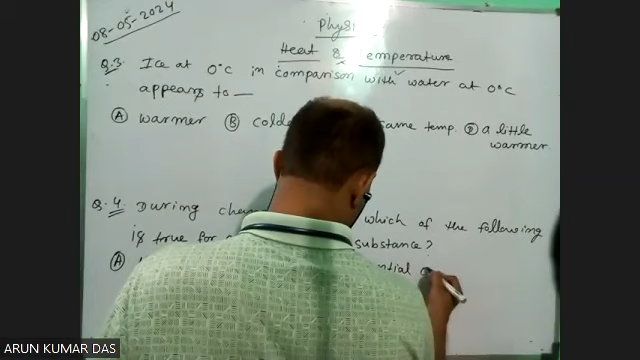 08-05-2024
Physi
Heat & Temperature
Q.3. Ice at 0°C in comparison with water at 0°C
appears to —
(A) warmer (B) colde same temp. (D) a little
warmer.
Q.4. During che which of the following
is true for substance?
(A) ntial
ARUN KUMAR DAS